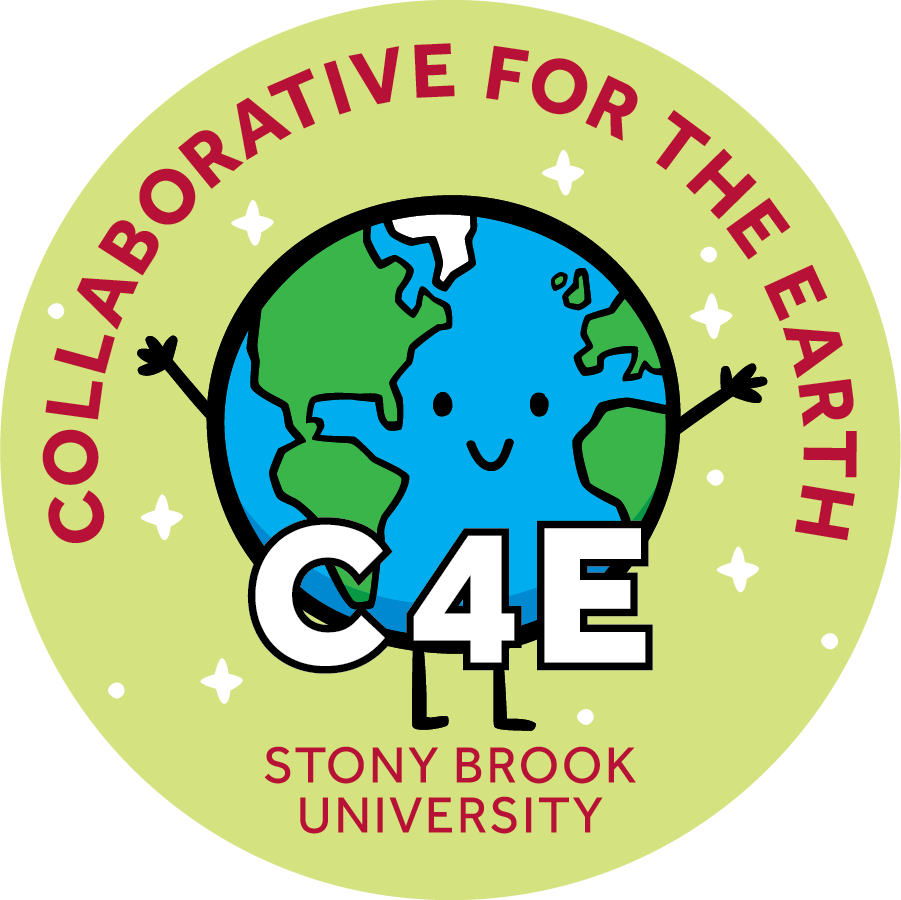 COLLABORATIVE FOR THE EARTH
C4E
STONY BROOK
UNIVERSITY